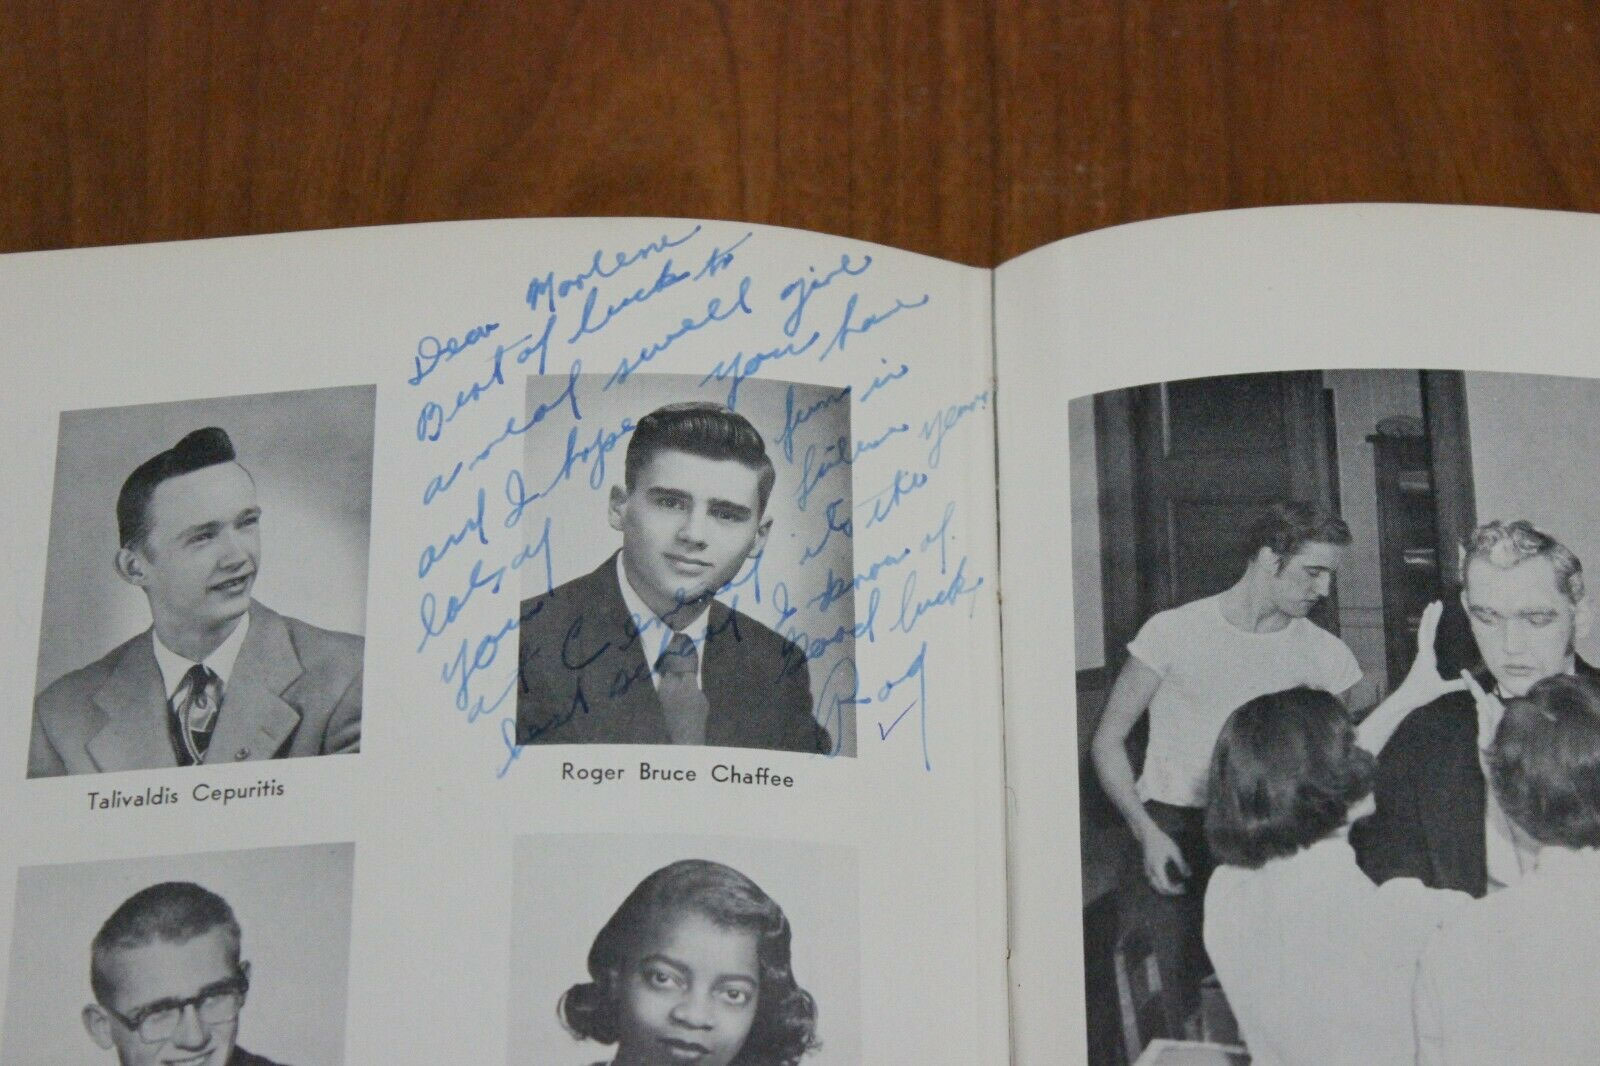 Dear Marlene
Best of luck to
a real swell girl
and I hope you have
lots of fun in
your future years
at Central it's the
best school I know of.
Good luck,
Rog
Talivaldis Cepuritis
Roger Bruce Chaffee